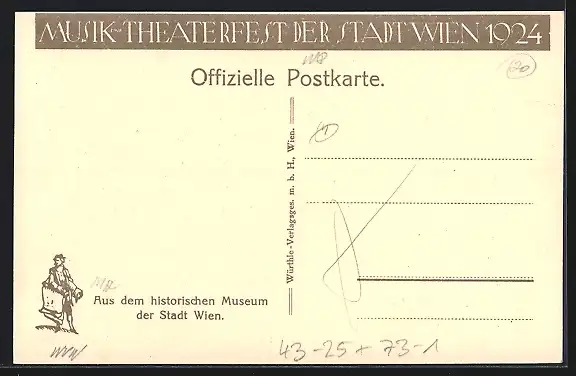 MUSIK- THEATERFEST DER STADT WIEN 1924
Offizielle Postkarte.
20
Würthle-Verlagsges. m. b. H., Wien.
Aus dem historischen Museum
der Stadt Wien.
43-25+73-1